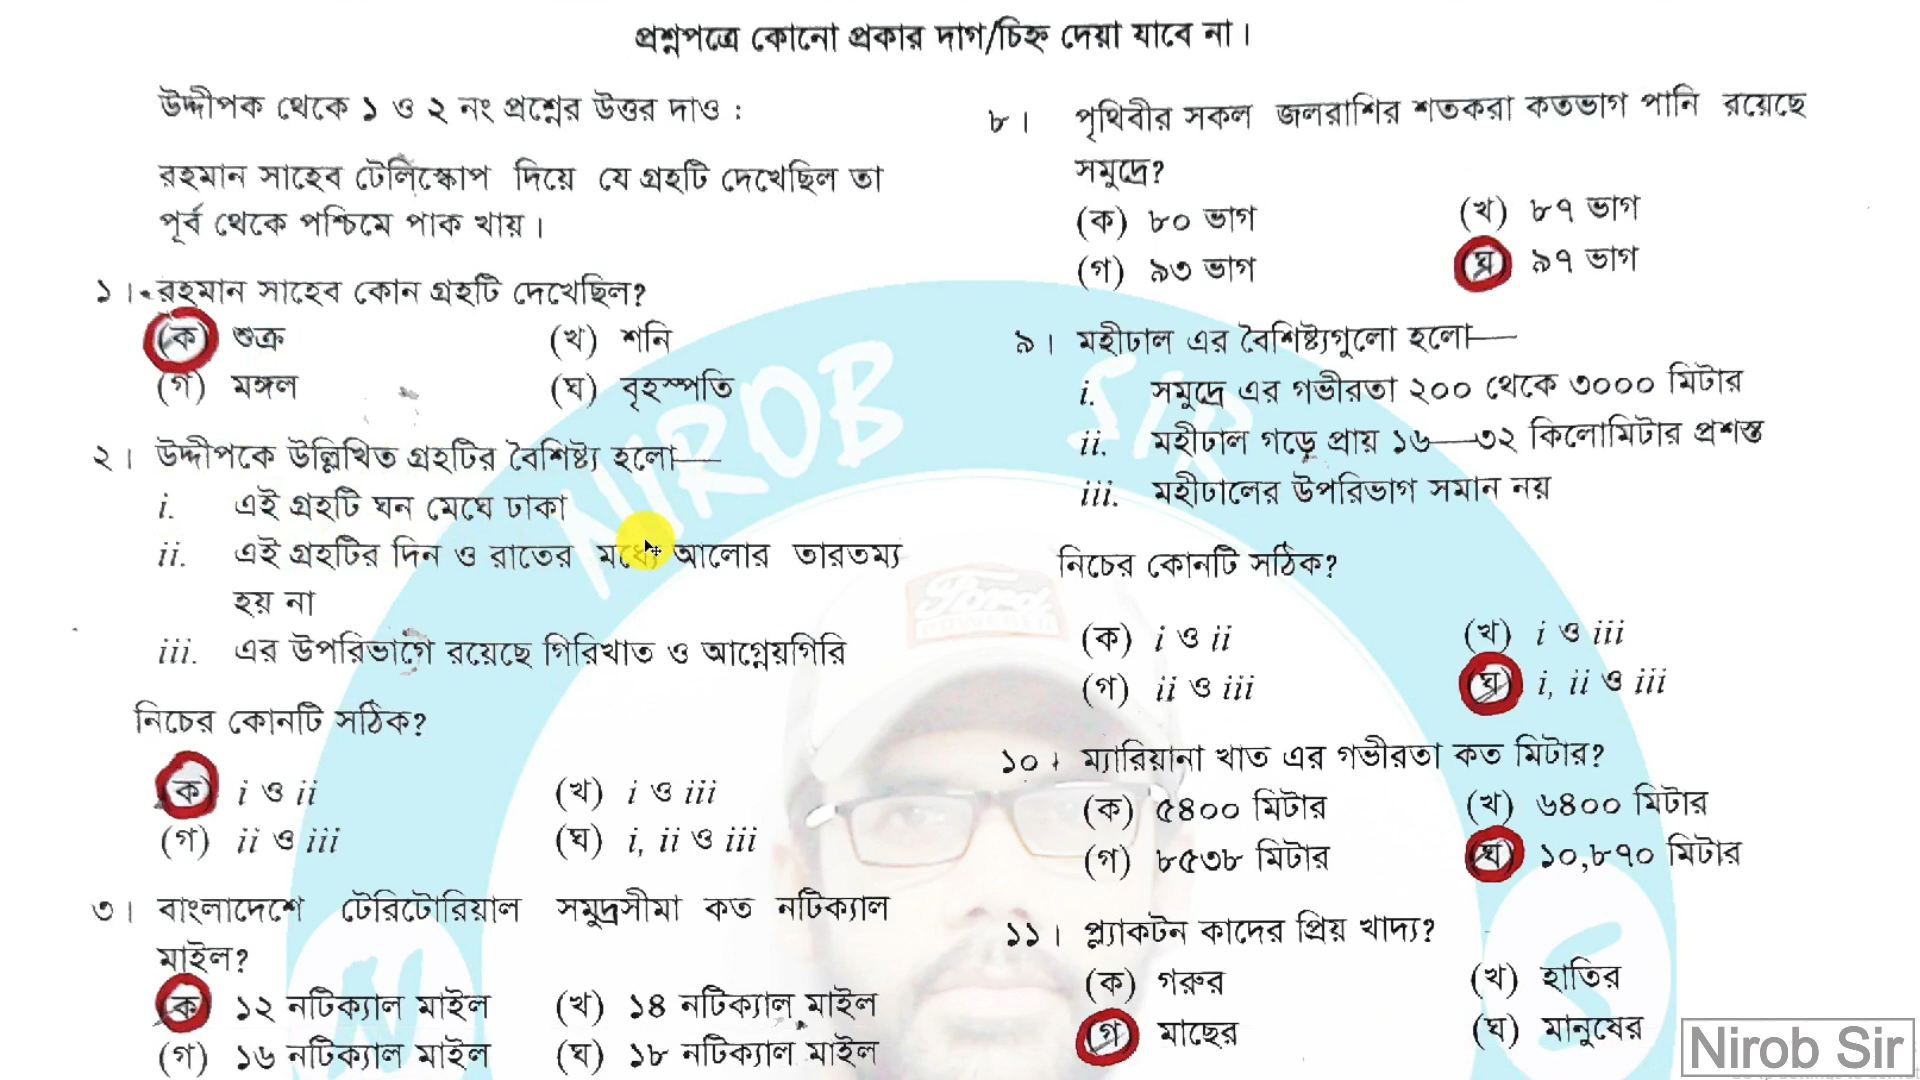 প্রশ্নপত্রে কোনো প্রকার দাগ/চিহ্ন দেয়া যাবে না।
উদ্দীপক থেকে ১ ও ২ নং প্রশ্নের উত্তর দাও :
রহমান সাহেব টেলিস্কোপ দিয়ে যে গ্রহটি দেখেছিল তা
পূর্ব থেকে পশ্চিমে পাক খায়।
১। রহমান সাহেব কোন গ্রহটি দেখেছিল?
(ক) শুক্র (খ) শনি
(গ) মঙ্গল (ঘ) বৃহস্পতি
২। উদ্দীপকে উল্লিখিত গ্রহটির বৈশিষ্ট্য হলো—
i. এই গ্রহটি ঘন মেঘে ঢাকা
ii. এই গ্রহটির দিন ও রাতের মধ্যে আলোর তারতম্য
হয় না
iii. এর উপরিভাগে রয়েছে গিরিখাত ও আগ্নেয়গিরি
নিচের কোনটি সঠিক?
(ক) i ও ii (খ) i ও iii
(গ) ii ও iii (ঘ) i, ii ও iii
৩। বাংলাদেশে টেরিটোরিয়াল সমুদ্রসীমা কত নটিক্যাল
মাইল?
(ক) ১২ নটিক্যাল মাইল (খ) ১৪ নটিক্যাল মাইল
(গ) ১৬ নটিক্যাল মাইল (ঘ) ১৮ নটিক্যাল মাইল
৮। পৃথিবীর সকল জলরাশির শতকরা কতভাগ পানি রয়েছে
সমুদ্রে?
(ক) ৮০ ভাগ (খ) ৮৭ ভাগ
(গ) ৯৩ ভাগ (ঘ) ৯৭ ভাগ
৯। মহীঢাল এর বৈশিষ্ট্যগুলো হলো—
i. সমুদ্রে এর গভীরতা ২০০ থেকে ৩০০০ মিটার
ii. মহীঢাল গড়ে প্রায় ১৬—৩২ কিলোমিটার প্রশস্ত
iii. মহীঢালের উপরিভাগ সমান নয়
নিচের কোনটি সঠিক?
(ক) i ও ii (খ) i ও iii
(গ) ii ও iii (ঘ) i, ii ও iii
১০। ম্যারিয়ানা খাত এর গভীরতা কত মিটার?
(ক) ৫৪০০ মিটার (খ) ৬৪০০ মিটার
(গ) ৮৫৩৮ মিটার (ঘ) ১০,৮৭০ মিটার
১১। প্ল্যাকটন কাদের প্রিয় খাদ্য?
(ক) গরুর (খ) হাতির
(গ) মাছের (ঘ) মানুষের
NIROB SIR
Ford
POWERED
N S
Nirob Sir